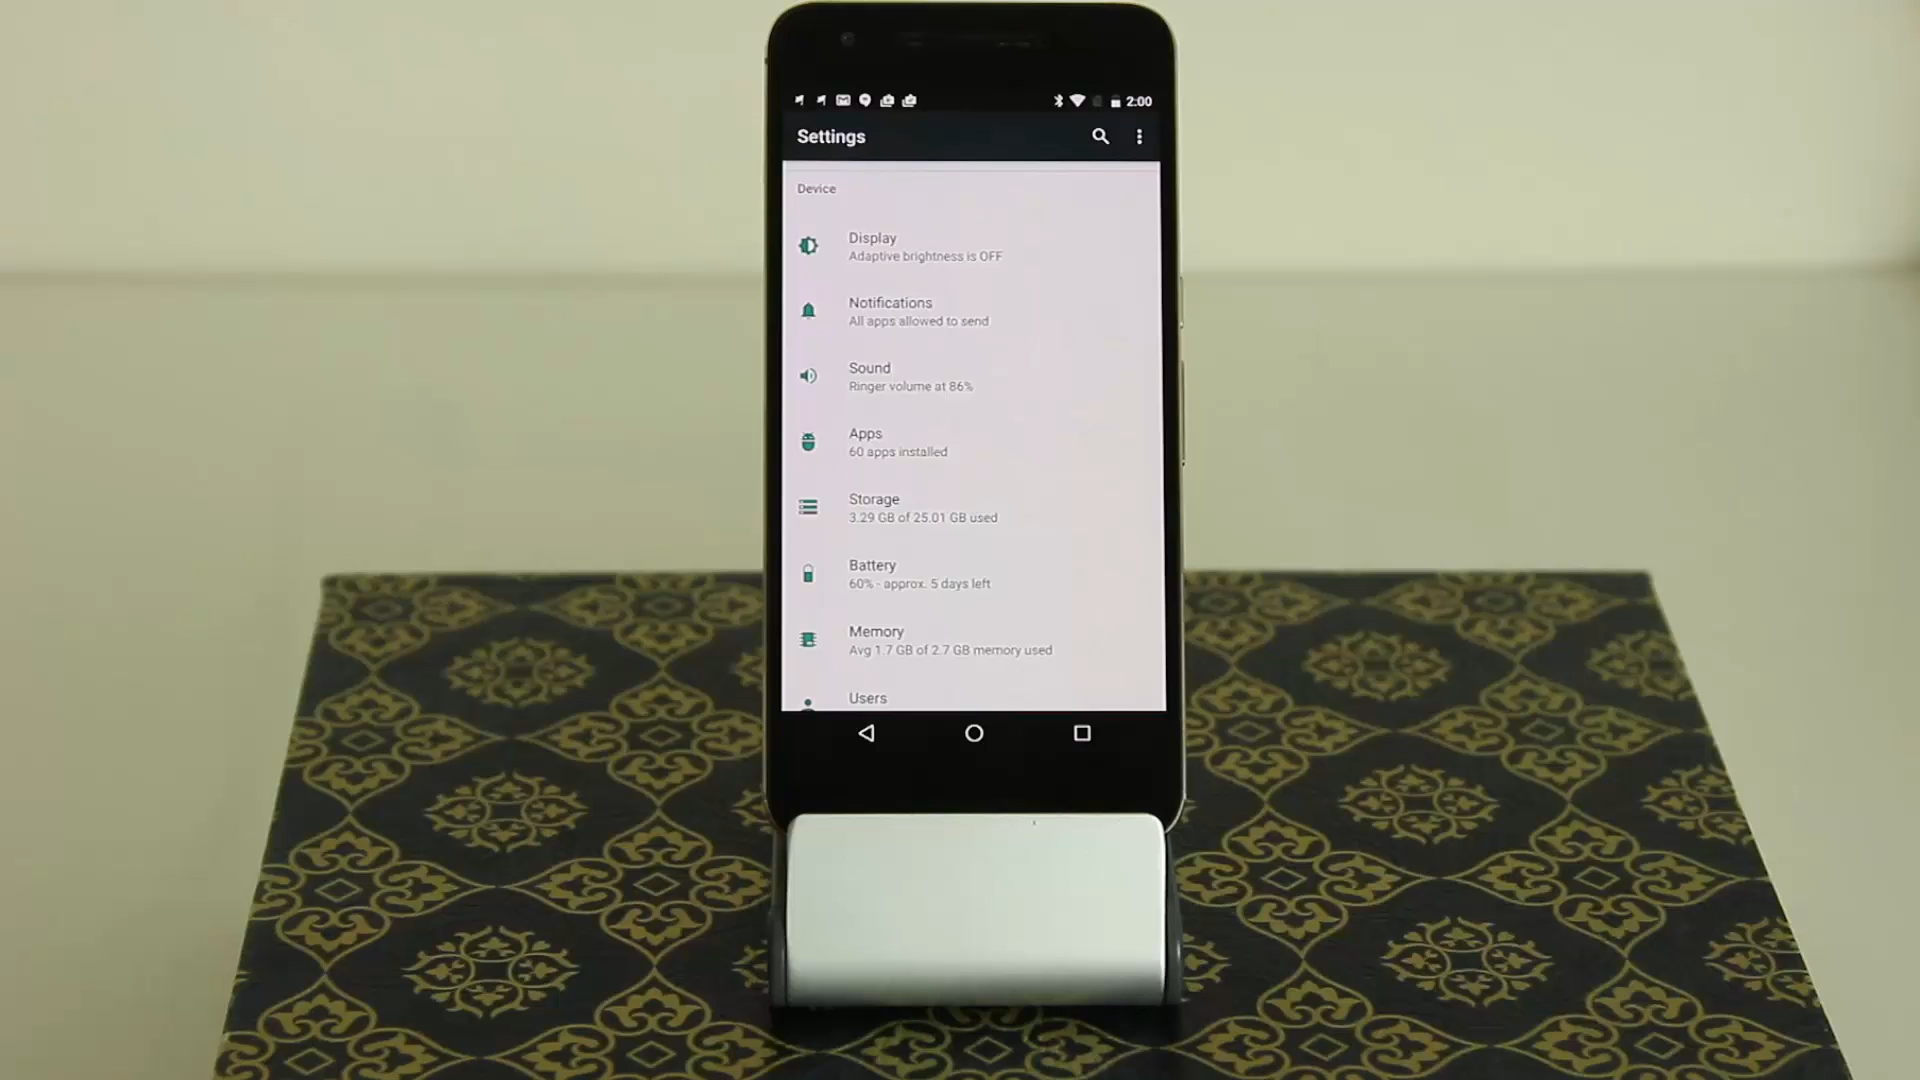 2:00
Settings
Device
Display
Adaptive brightness is OFF
Notifications
All apps allowed to send
Sound
Ringer volume at 86%
Apps
60 apps installed
Storage
3.29 GB of 25.01 GB used
Battery
60% - approx. 5 days left
Memory
Avg 1.7 GB of 2.7 GB memory used
Users